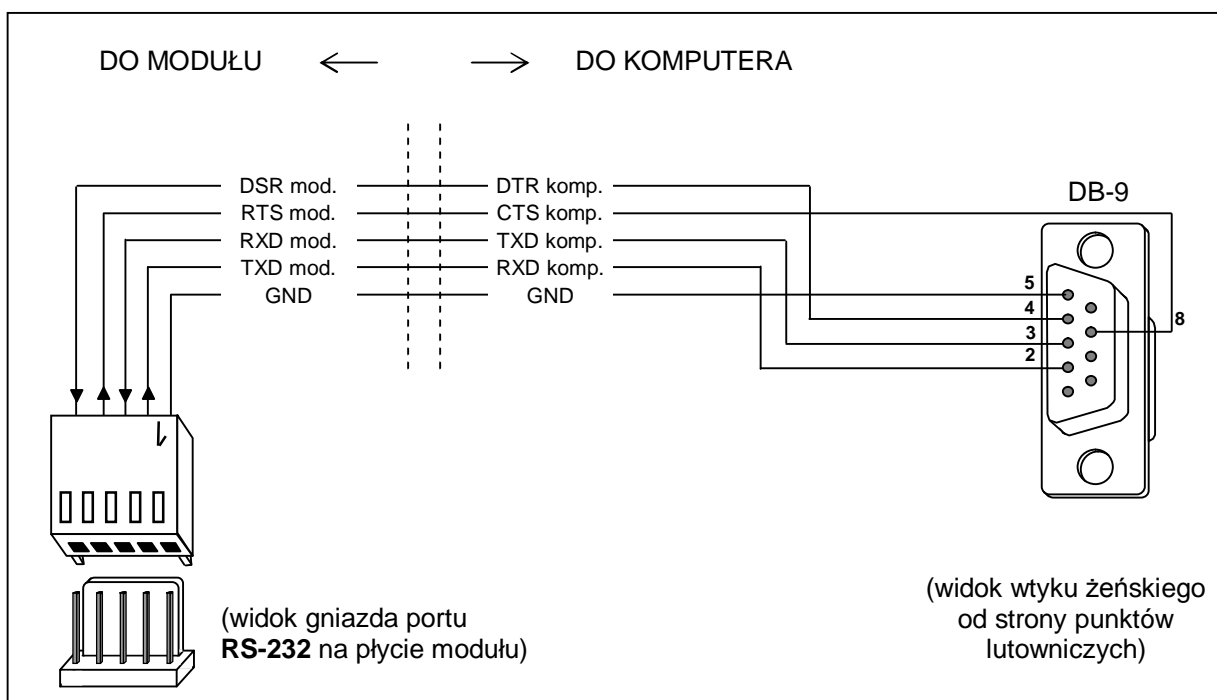 DO MODUŁU
DO KOMPUTERA
DSR mod.
DTR komp.
RTS mod.
CTS komp.
RXD mod.
TXD komp.
TXD mod.
RXD komp.
GND
GND
DB-9
5
4
3
2
8
(widok gniazda portu
RS-232 na płycie modułu)
(widok wtyku żeńskiego
od strony punktów
lutowniczych)